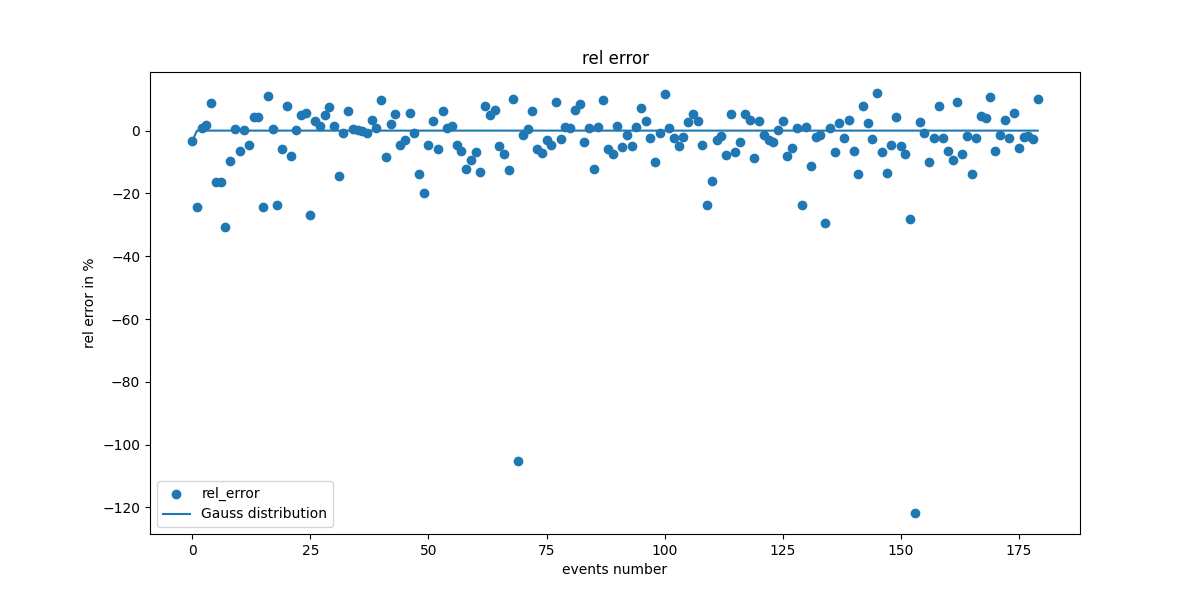 rel error
rel error in %
0
−20
−40
−60
−80
−100
−120
rel_error
Gauss distribution
0 25 50 75 100 125 150 175
events number